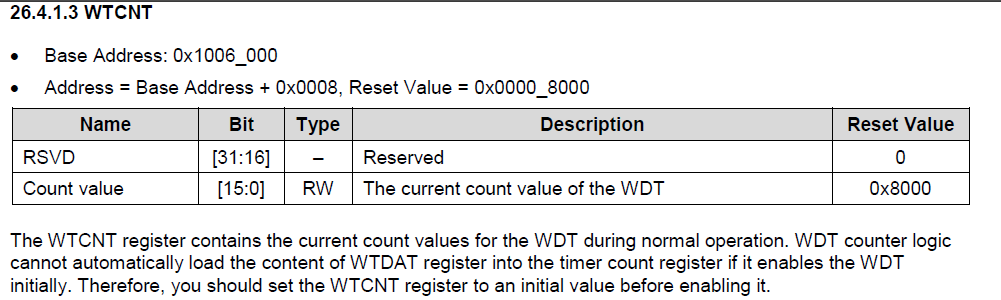 26.4.1.3 WTCNT
• Base Address: 0x1006_000
• Address = Base Address + 0x0008, Reset Value = 0x0000_8000
Name Bit Type Description Reset Value
RSVD [31:16] – Reserved 0
Count value [15:0] RW The current count value of the WDT 0x8000
The WTCNT register contains the current count values for the WDT during normal operation. WDT counter logic
cannot automatically load the content of WTDAT register into the timer count register if it enables the WDT
initially. Therefore, you should set the WTCNT register to an initial value before enabling it.